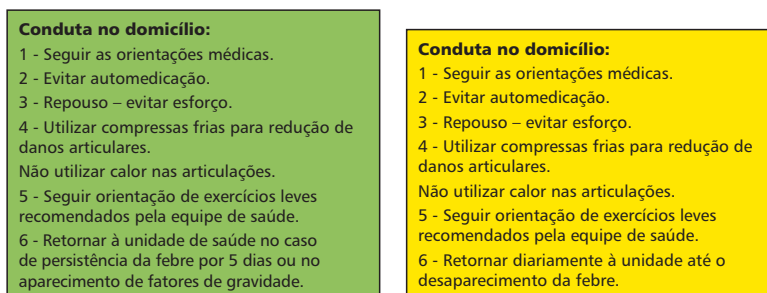 Conduta no domicílio:
1 - Seguir as orientações médicas.
2 - Evitar automedicação.
3 - Repouso – evitar esforço.
4 - Utilizar compressas frias para redução de
danos articulares.
Não utilizar calor nas articulações.
5 - Seguir orientação de exercícios leves
recomendados pela equipe de saúde.
6 - Retornar à unidade de saúde no caso
de persistência da febre por 5 dias ou no
aparecimento de fatores de gravidade.
Conduta no domicílio:
1 - Seguir as orientações médicas.
2 - Evitar automedicação.
3 - Repouso – evitar esforço.
4 - Utilizar compressas frias para redução de
danos articulares.
Não utilizar calor nas articulações.
5 - Seguir orientação de exercícios leves
recomendados pela equipe de saúde.
6 - Retornar diariamente à unidade até o
desaparecimento da febre.